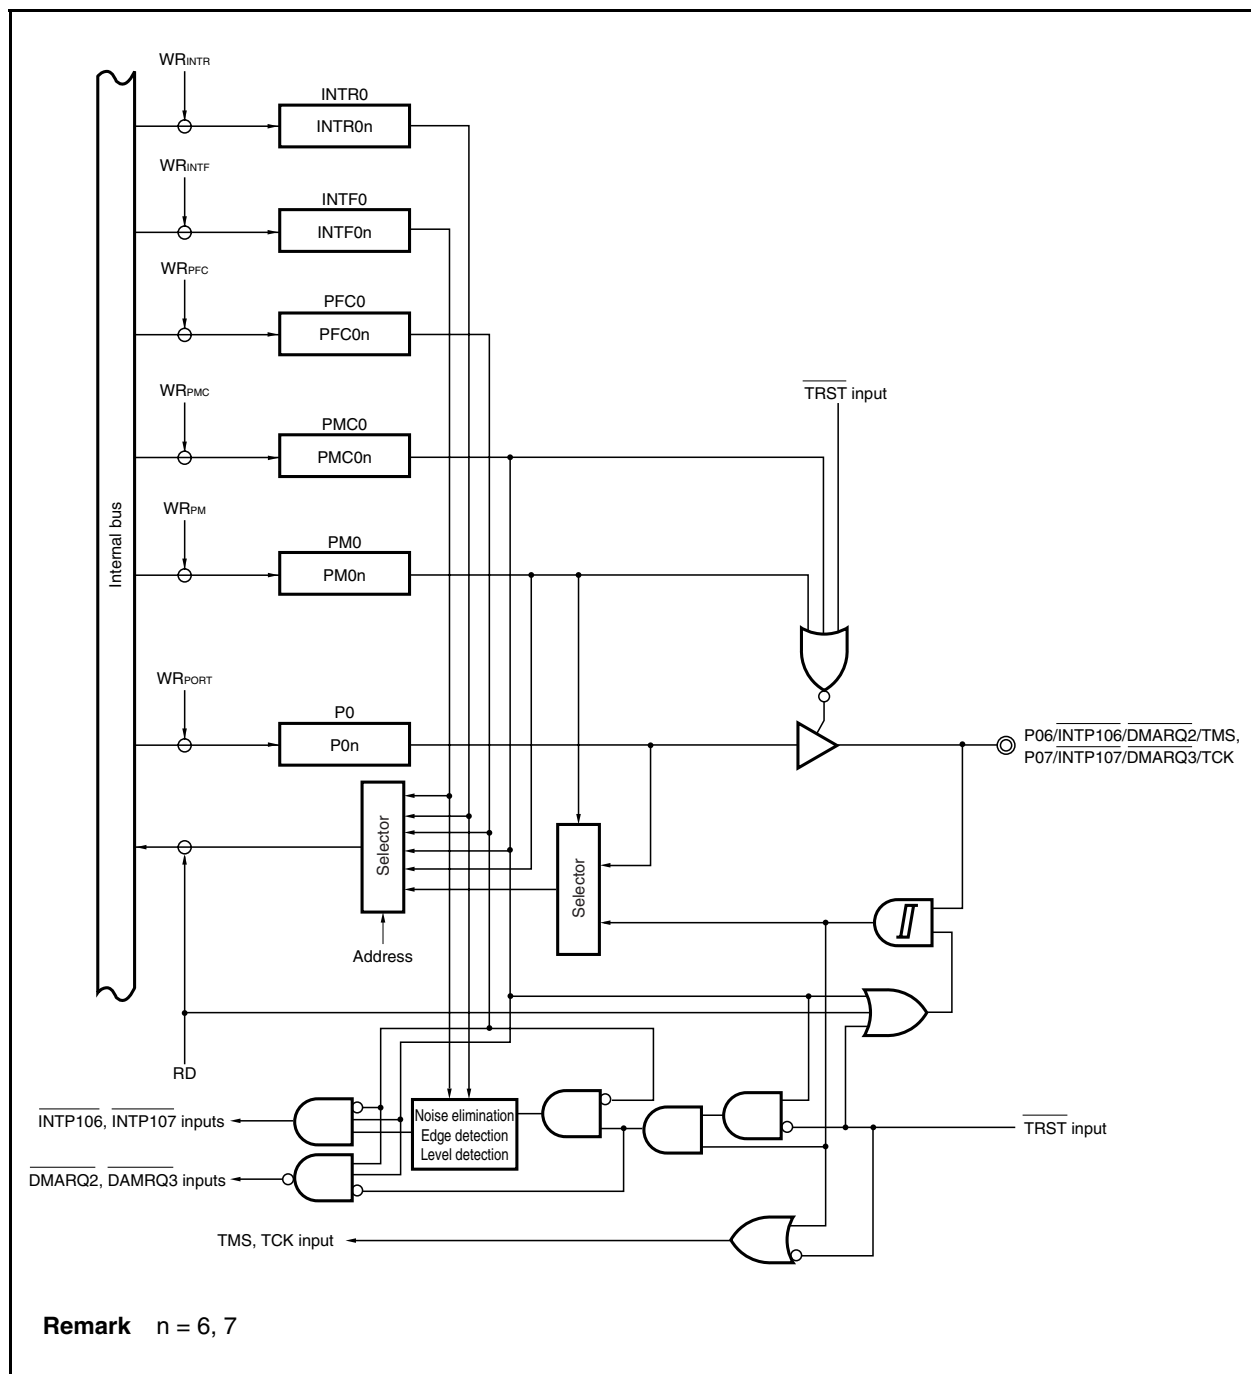 WRINTR
INTR0
INTR0n
WRINTF
INTF0
INTF0n
WRPFC
PFC0
PFC0n
WRPMC
TRST input
PMC0
PMC0n
Internal bus
WRPM
PM0
PM0n
WRPORT
P0
P0n
P06/INTP106/DMARQ2/TMS,
P07/INTP107/DMARQ3/TCK
Selector
Selector
Address
RD
INTP106, INTP107 inputs
Noise elimination
Edge detection
Level detection
TRST input
DMARQ2, DAMRQ3 inputs
TMS, TCK input
Remark n = 6, 7